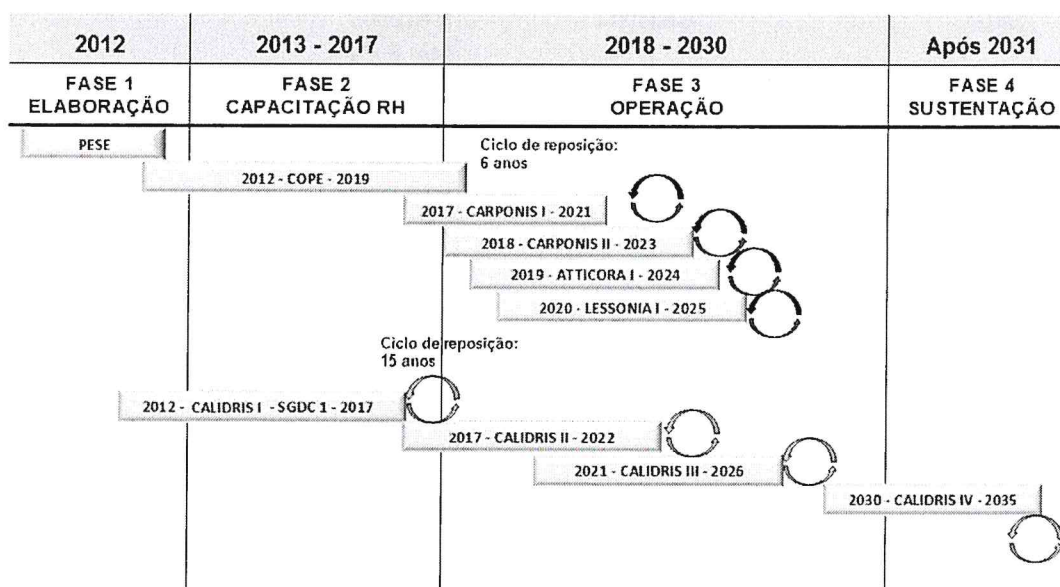 2012
2013 - 2017
2018 - 2030
Após 2031
FASE 1
ELABORAÇÃO
FASE 2
CAPACITAÇÃO RH
FASE 3
OPERAÇÃO
FASE 4
SUSTENTAÇÃO
PESE
Ciclo de reposição:
6 anos
2012 - COPE - 2019
2017 - CARPONIS I - 2021
2018 - CARPONIS II - 2023
2019 - ATTICORA I - 2024
2020 - LESSONIA I - 2025
Ciclo de reposição:
15 anos
2012 - CALIDRIS I - SGDC 1 - 2017
2017 - CALIDRIS II - 2022
2021 - CALIDRIS III - 2026
2030 - CALIDRIS IV - 2035